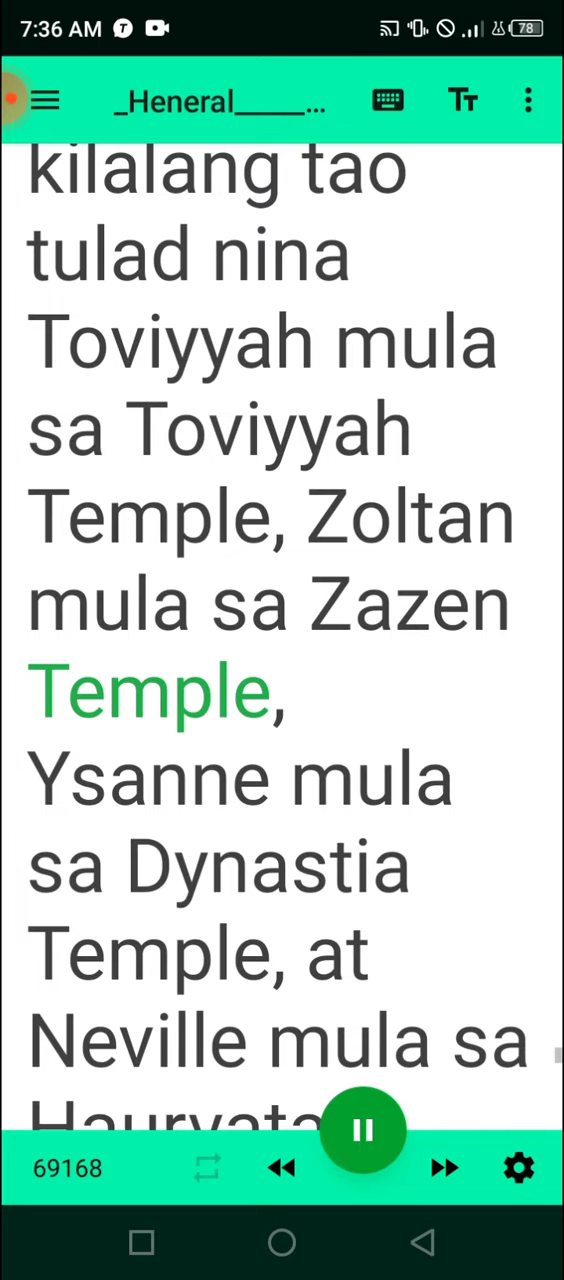 7:36 AM
78
_Heneral_____...
kilalang tao
tulad nina
Toviyyah mula
sa Toviyyah
Temple, Zoltan
mula sa Zazen
Temple,
Ysanne mula
sa Dynastia
Temple, at
Neville mula sa
69168